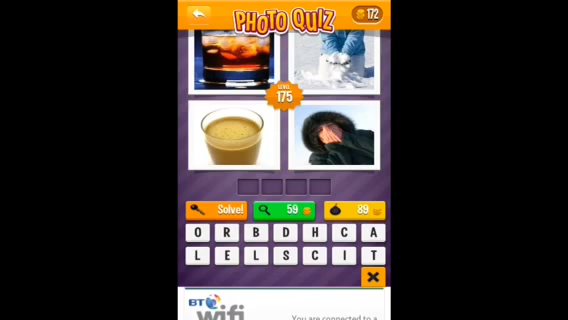 PHOTO QUIZ
172
LEVEL
175
Solve!
59
89
O R B D H C A
L E L S C I T
X
BT
wifi
You are connected to a